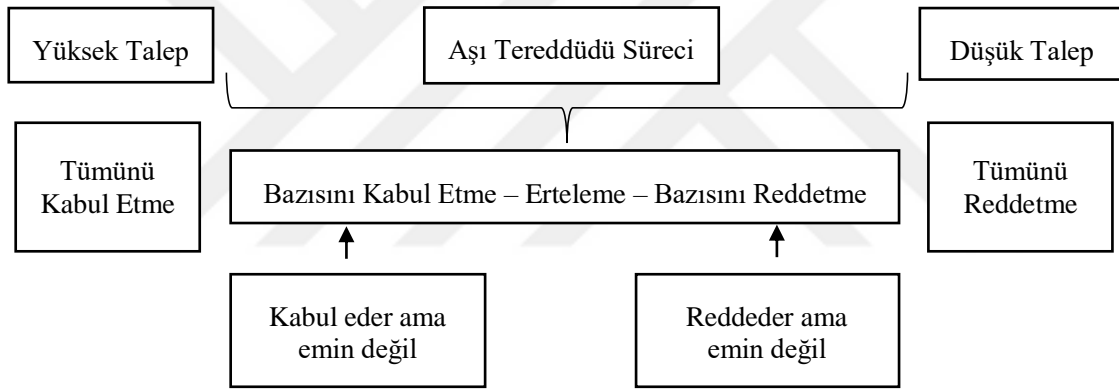 Yüksek Talep
Aşı Tereddüdü Süreci
Düşük Talep
Tümünü
Kabul Etme
Bazısını Kabul Etme – Erteleme – Bazısını Reddetme
Tümünü
Reddetme
Kabul eder ama
emin değil
Reddeder ama
emin değil